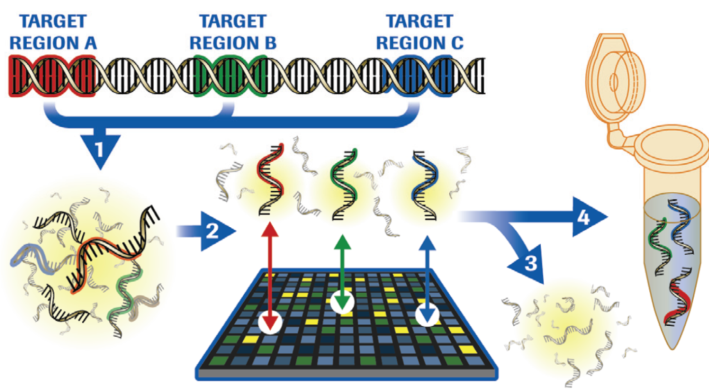 TARGET
REGION A
TARGET
REGION B
TARGET
REGION C
1
2
3
4